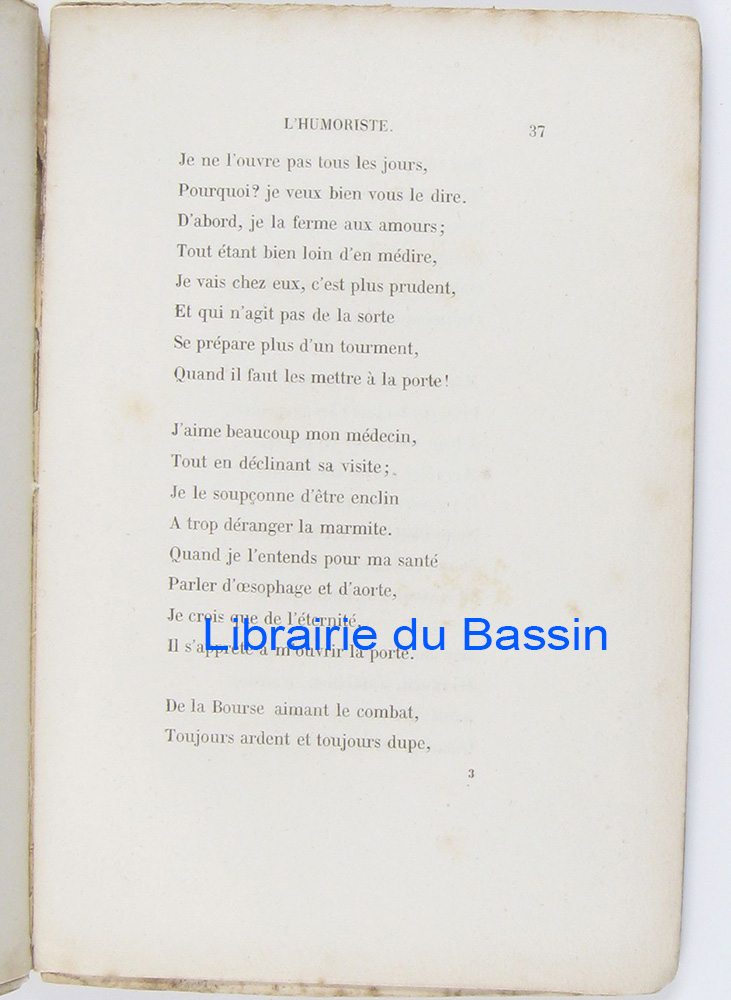 L'HUMORISTE. 37
Je ne l'ouvre pas tous les jours,
Pourquoi? je veux bien vous le dire.
D'abord, je la ferme aux amours;
Tout étant bien loin d'en médire,
Je vais chez eux, c'est plus prudent,
Et qui n'agit pas de la sorte
Se prépare plus d'un tourment,
Quand il faut les mettre à la porte!
J'aime beaucoup mon médecin,
Tout en déclinant sa visite;
Je le soupçonne d'être enclin
A trop déranger la marmite.
Quand je l'entends pour ma santé
Parler d'œsophage et d'aorte,
Je crois que de l'éternité,
Librairie du Bassin
Il s'apprête à m'ouvrir la porte.
De la Bourse aimant le combat,
Toujours ardent et toujours dupe,
3